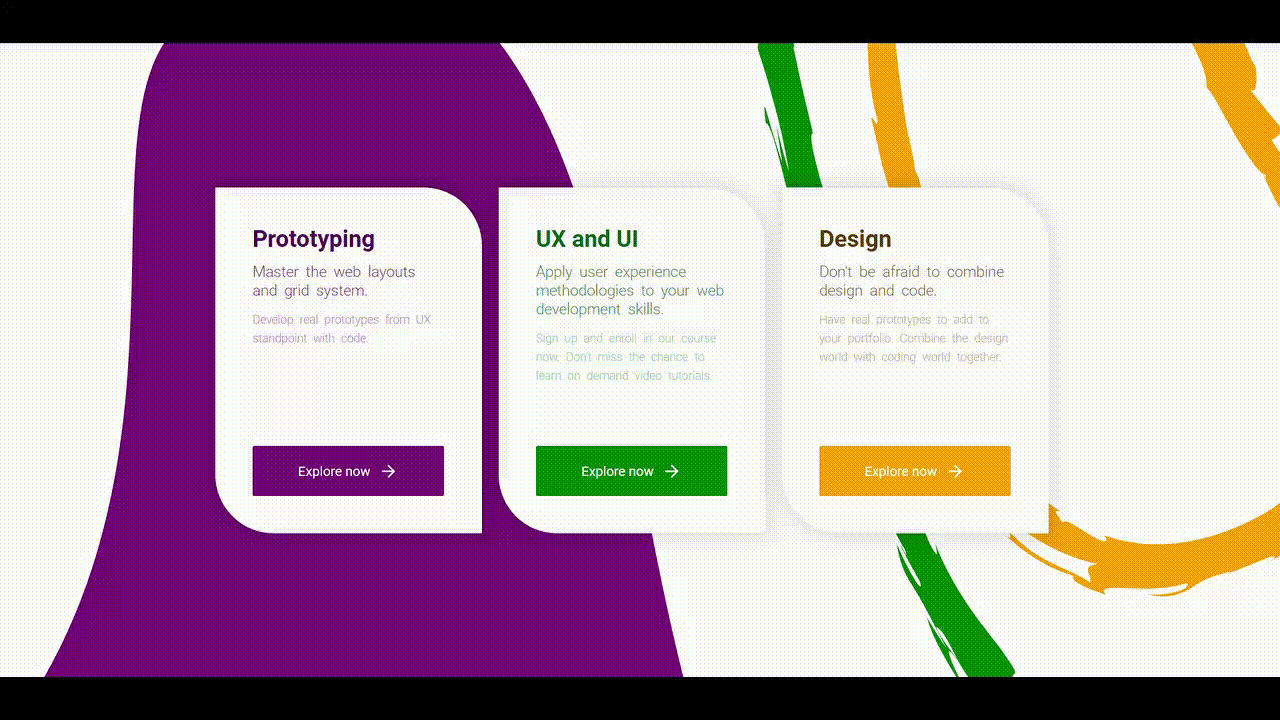 Prototyping
Master the web layouts
and grid system.
Develop real prototypes from UX
standpoint with code.
Explore now
UX and UI
Apply user experience
methodologies to your web
development skills.
Sign up and enroll in our course
now. Don't miss the chance to
learn on demand video tutorials.
Explore now
Design
Don't be afraid to combine
design and code.
Have real prototypes to add to
your portfolio. Combine the design
world with coding world together.
Explore now